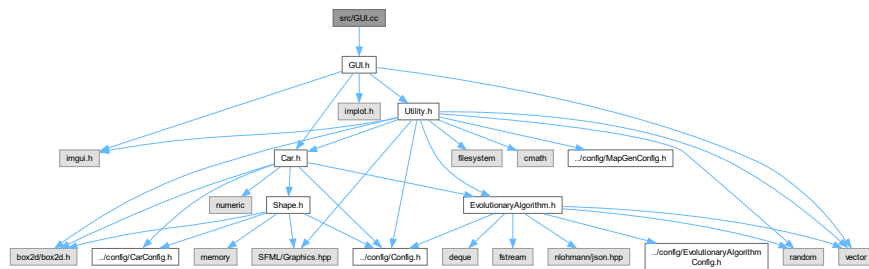 src/GUI.cc
GUI.h
implot.h
Utility.h
imgui.h
Car.h
filesystem
cmath
../config/MapGenConfig.h
numeric
Shape.h
EvolutionaryAlgorithm.h
box2d/box2d.h
../config/CarConfig.h
memory
SFML/Graphics.hpp
../config/Config.h
deque
fstream
nlohmann/json.hpp
../config/EvolutionaryAlgorithm
Config.h
random
vector